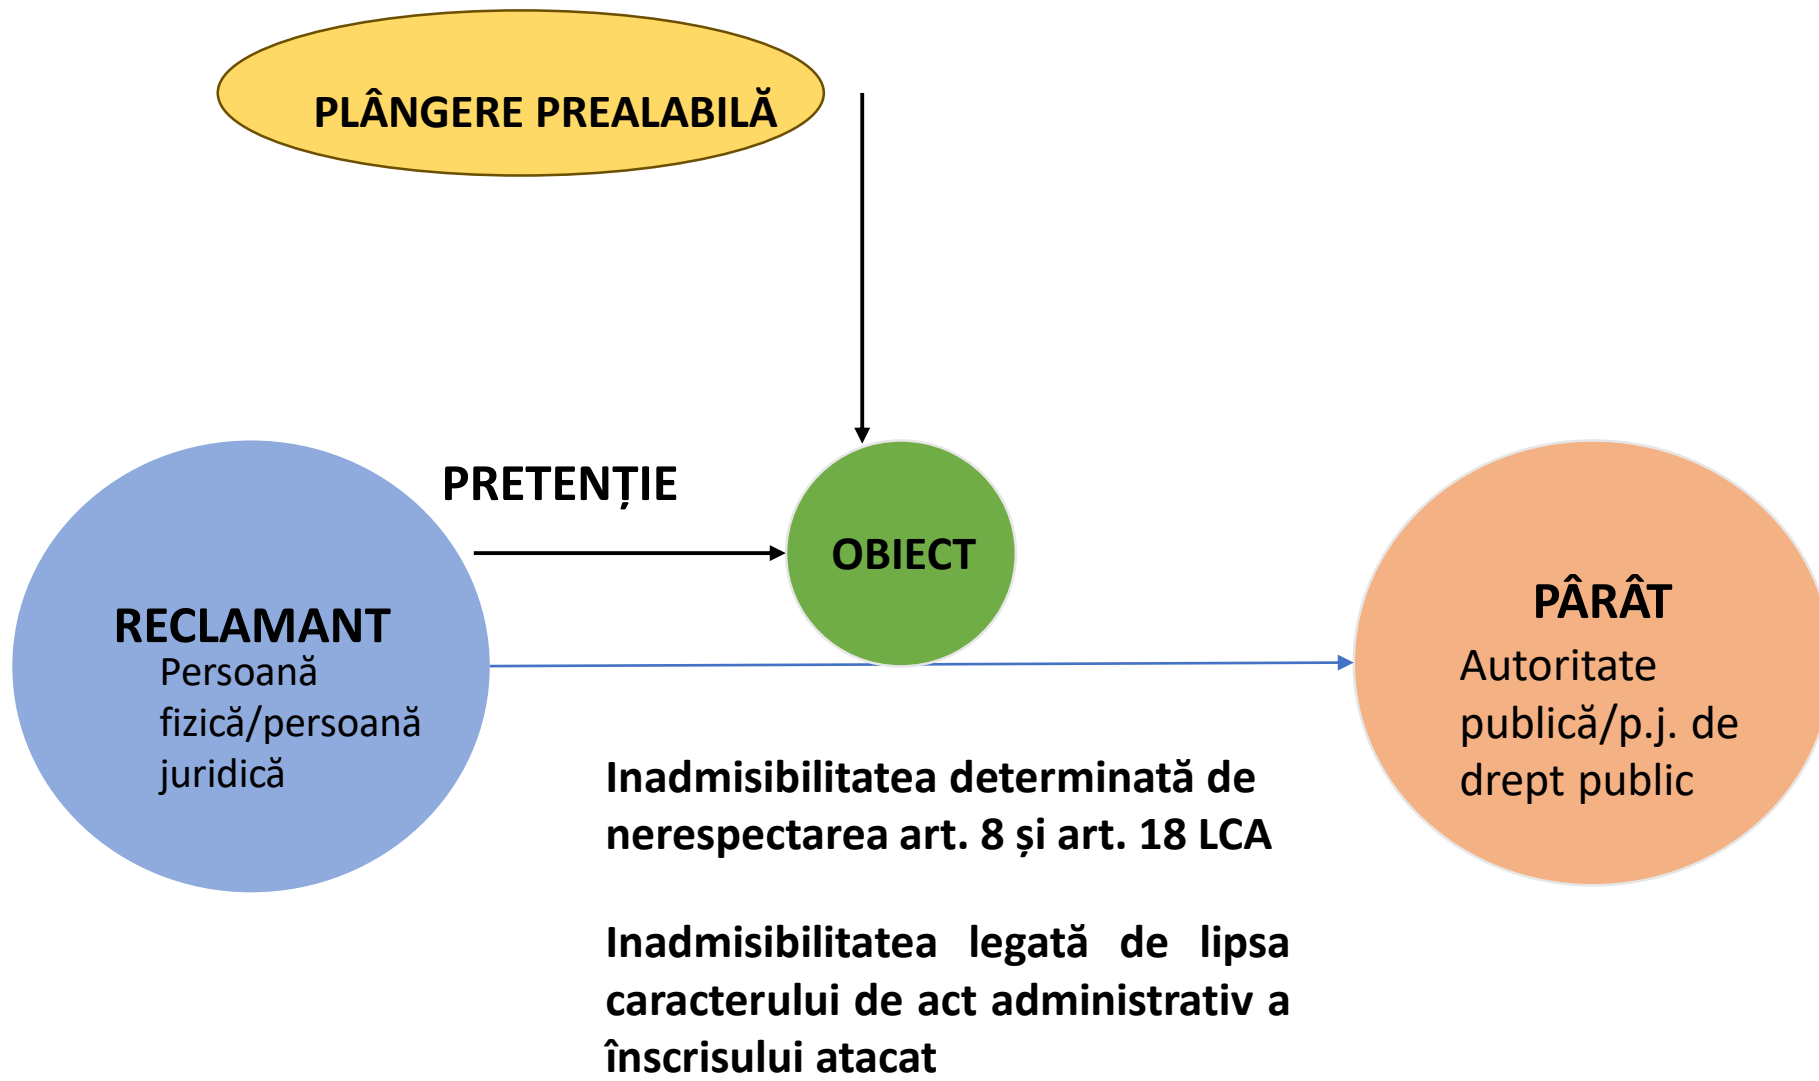 PLÂNGERE PREALABILĂ
PRETENȚIE
OBIECT
RECLAMANT
Persoană
fizică/persoană
juridică
PÂRÂT
Autoritate
publică/p.j. de
drept public
Inadmisibilitatea determinată de
nerespectarea art. 8 și art. 18 LCA
Inadmisibilitatea legată de lipsa
caracterului de act administrativ a
înscrisului atacat